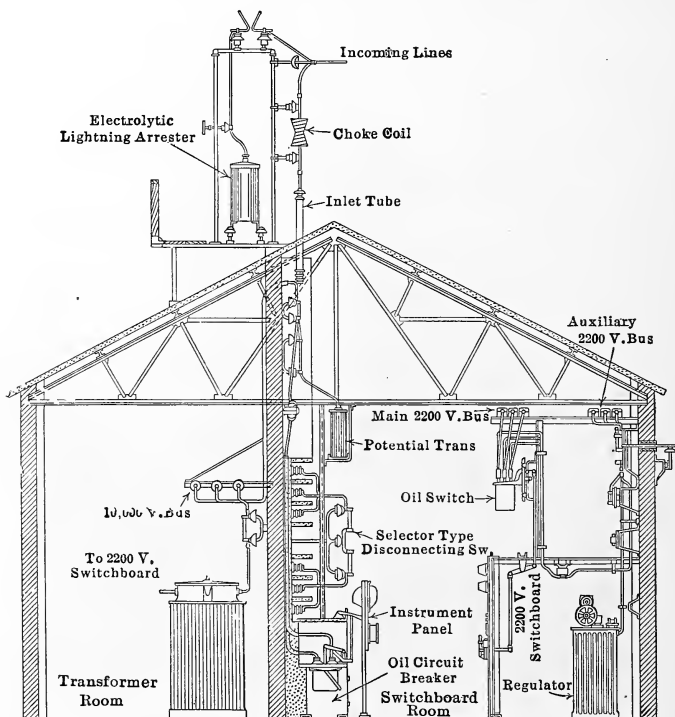 Incoming Lines
Electrolytic
Lightning Arrester
Choke Coil
Inlet Tube
Auxiliary
2200 V.Bus
Main 2200 V.Bus
Potential Trans
Oil Switch
V.Bus
Selector Type
Disconnecting Sw.
To 2200 V.
Switchboard
2200 V.
Switchboard
Instrument
Panel
Oil Circuit
Breaker
Transformer
Room
Switchboard
Room
Regulator